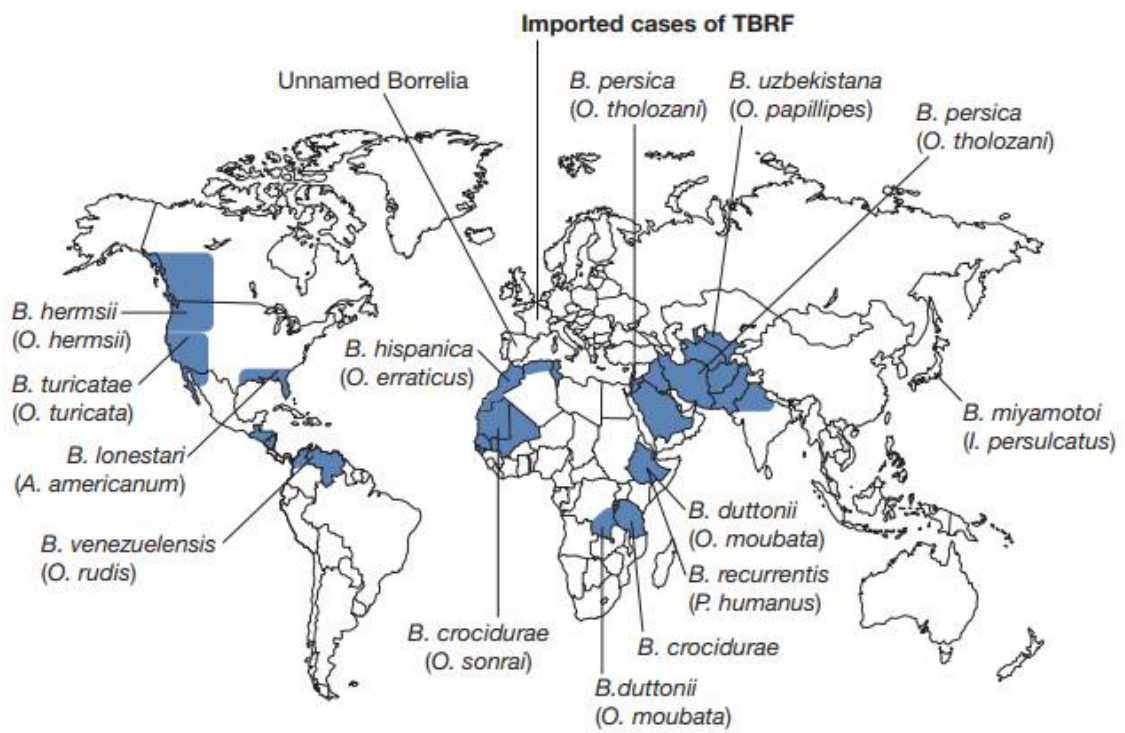 Imported cases of TBRF
Unnamed Borrelia
B. persica
(O. tholozani)
B. uzbekistana
(O. papillipes)
B. persica
(O. tholozani)
B. hermsii
(O. hermsii)
B. turicatae
(O. turicata)
B. lonestari
(A. americanum)
B. venezuelensis
(O. rudis)
B. hispanica
(O. erraticus)
B. crocidurae
(O. sonrai)
B.duttonii
(O. moubata)
B. crocidurae
B. recurrentis
(P. humanus)
B. duttonii
(O. moubata)
B. miyamotoi
(I. persulcatus)